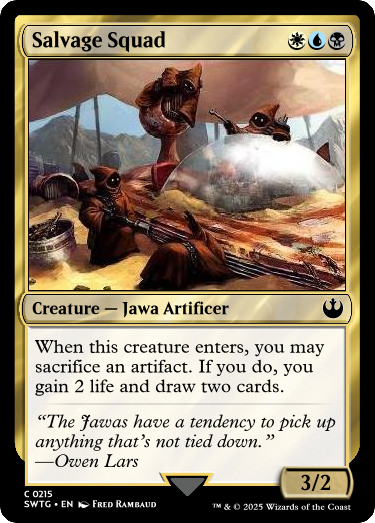 Salvage Squad
Creature — Jawa Artificer
When this creature enters, you may
sacrifice an artifact. If you do, you
gain 2 life and draw two cards.
“The Jawas have a tendency to pick up
anything that’s not tied down.”
—Owen Lars
3/2
C 0215
SWTG • EN Fred Rambaud
™ & © 2025 Wizards of the Coast